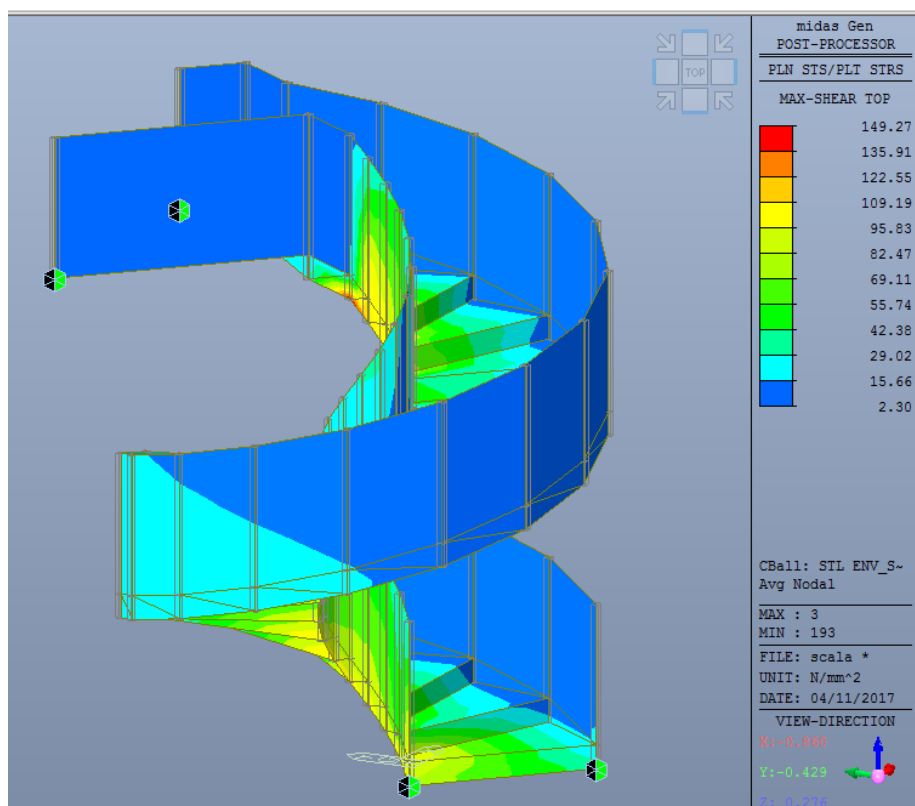 TOP
midas Gen
POST-PROCESSOR
PLN STS/PLT STRS
MAX-SHEAR TOP
149.27
135.91
122.55
109.19
95.83
82.47
69.11
55.74
42.38
29.02
15.66
2.30
CBall: STL ENV_S~
Avg Nodal
MAX : 3
MIN : 193
FILE: scala *
UNIT: N/mm^2
DATE: 04/11/2017
VIEW-DIRECTION
X:-0.860
Y:-0.429
Z: 0.276